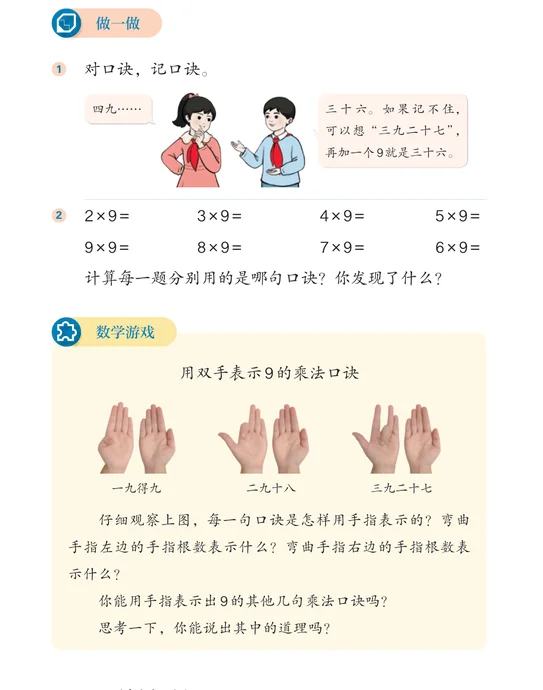 做一做
1 对口诀，记口诀。
四九……
三十六。如果记不住，
可以想“三九二十七”，
再加一个9就是三十六。
2 2×9= 3×9= 4×9= 5×9=
9×9= 8×9= 7×9= 6×9=
计算每一题分别用的是哪句口诀？你发现了什么？
数学游戏
用双手表示9的乘法口诀
一九得九 二九十八 三九二十七
仔细观察上图，每一句口诀是怎样用手指表示的？弯曲
手指左边的手指根数表示什么？弯曲手指右边的手指根数表
示什么？
你能用手指表示出9的其他几句乘法口诀吗？
思考一下，你能说出其中的道理吗？